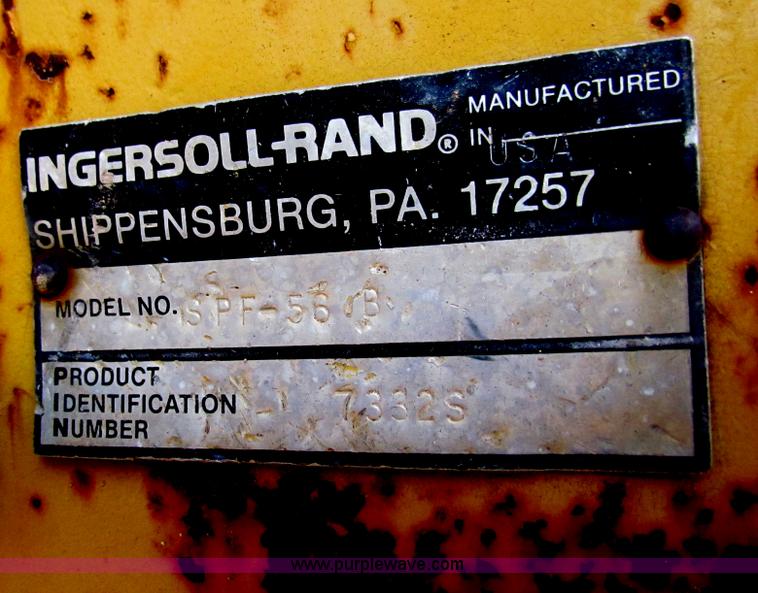 INGERSOLL-RAND®
MANUFACTURED
IN USA
SHIPPENSBURG, PA. 17257
MODEL NO. SPF-56 B
PRODUCT
IDENTIFICATION
NUMBER
7332S
www.purplewave.com